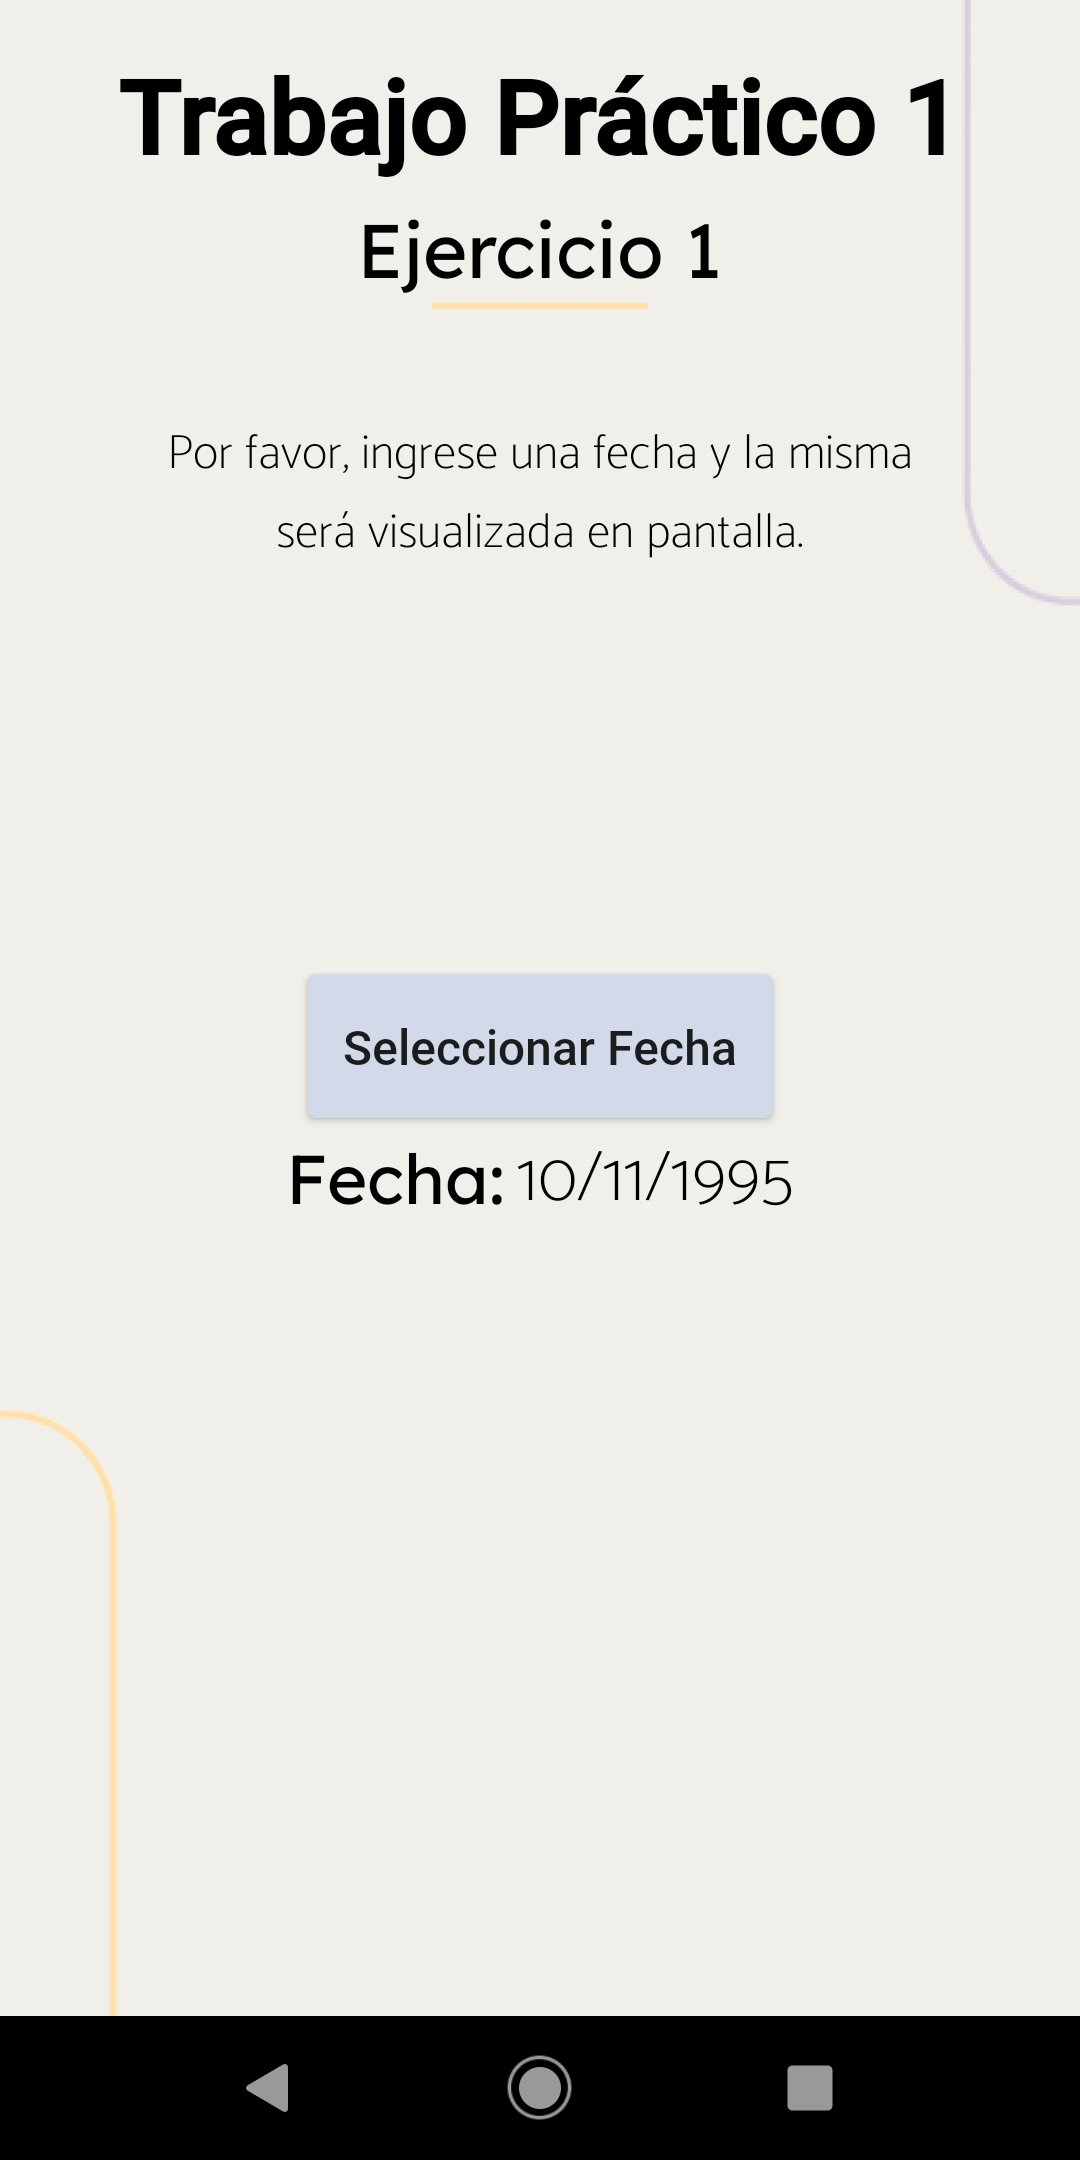 Trabajo Práctico 1
Ejercicio 1
Por favor, ingrese una fecha y la misma
será visualizada en pantalla.
Seleccionar Fecha
Fecha: 10/11/1995